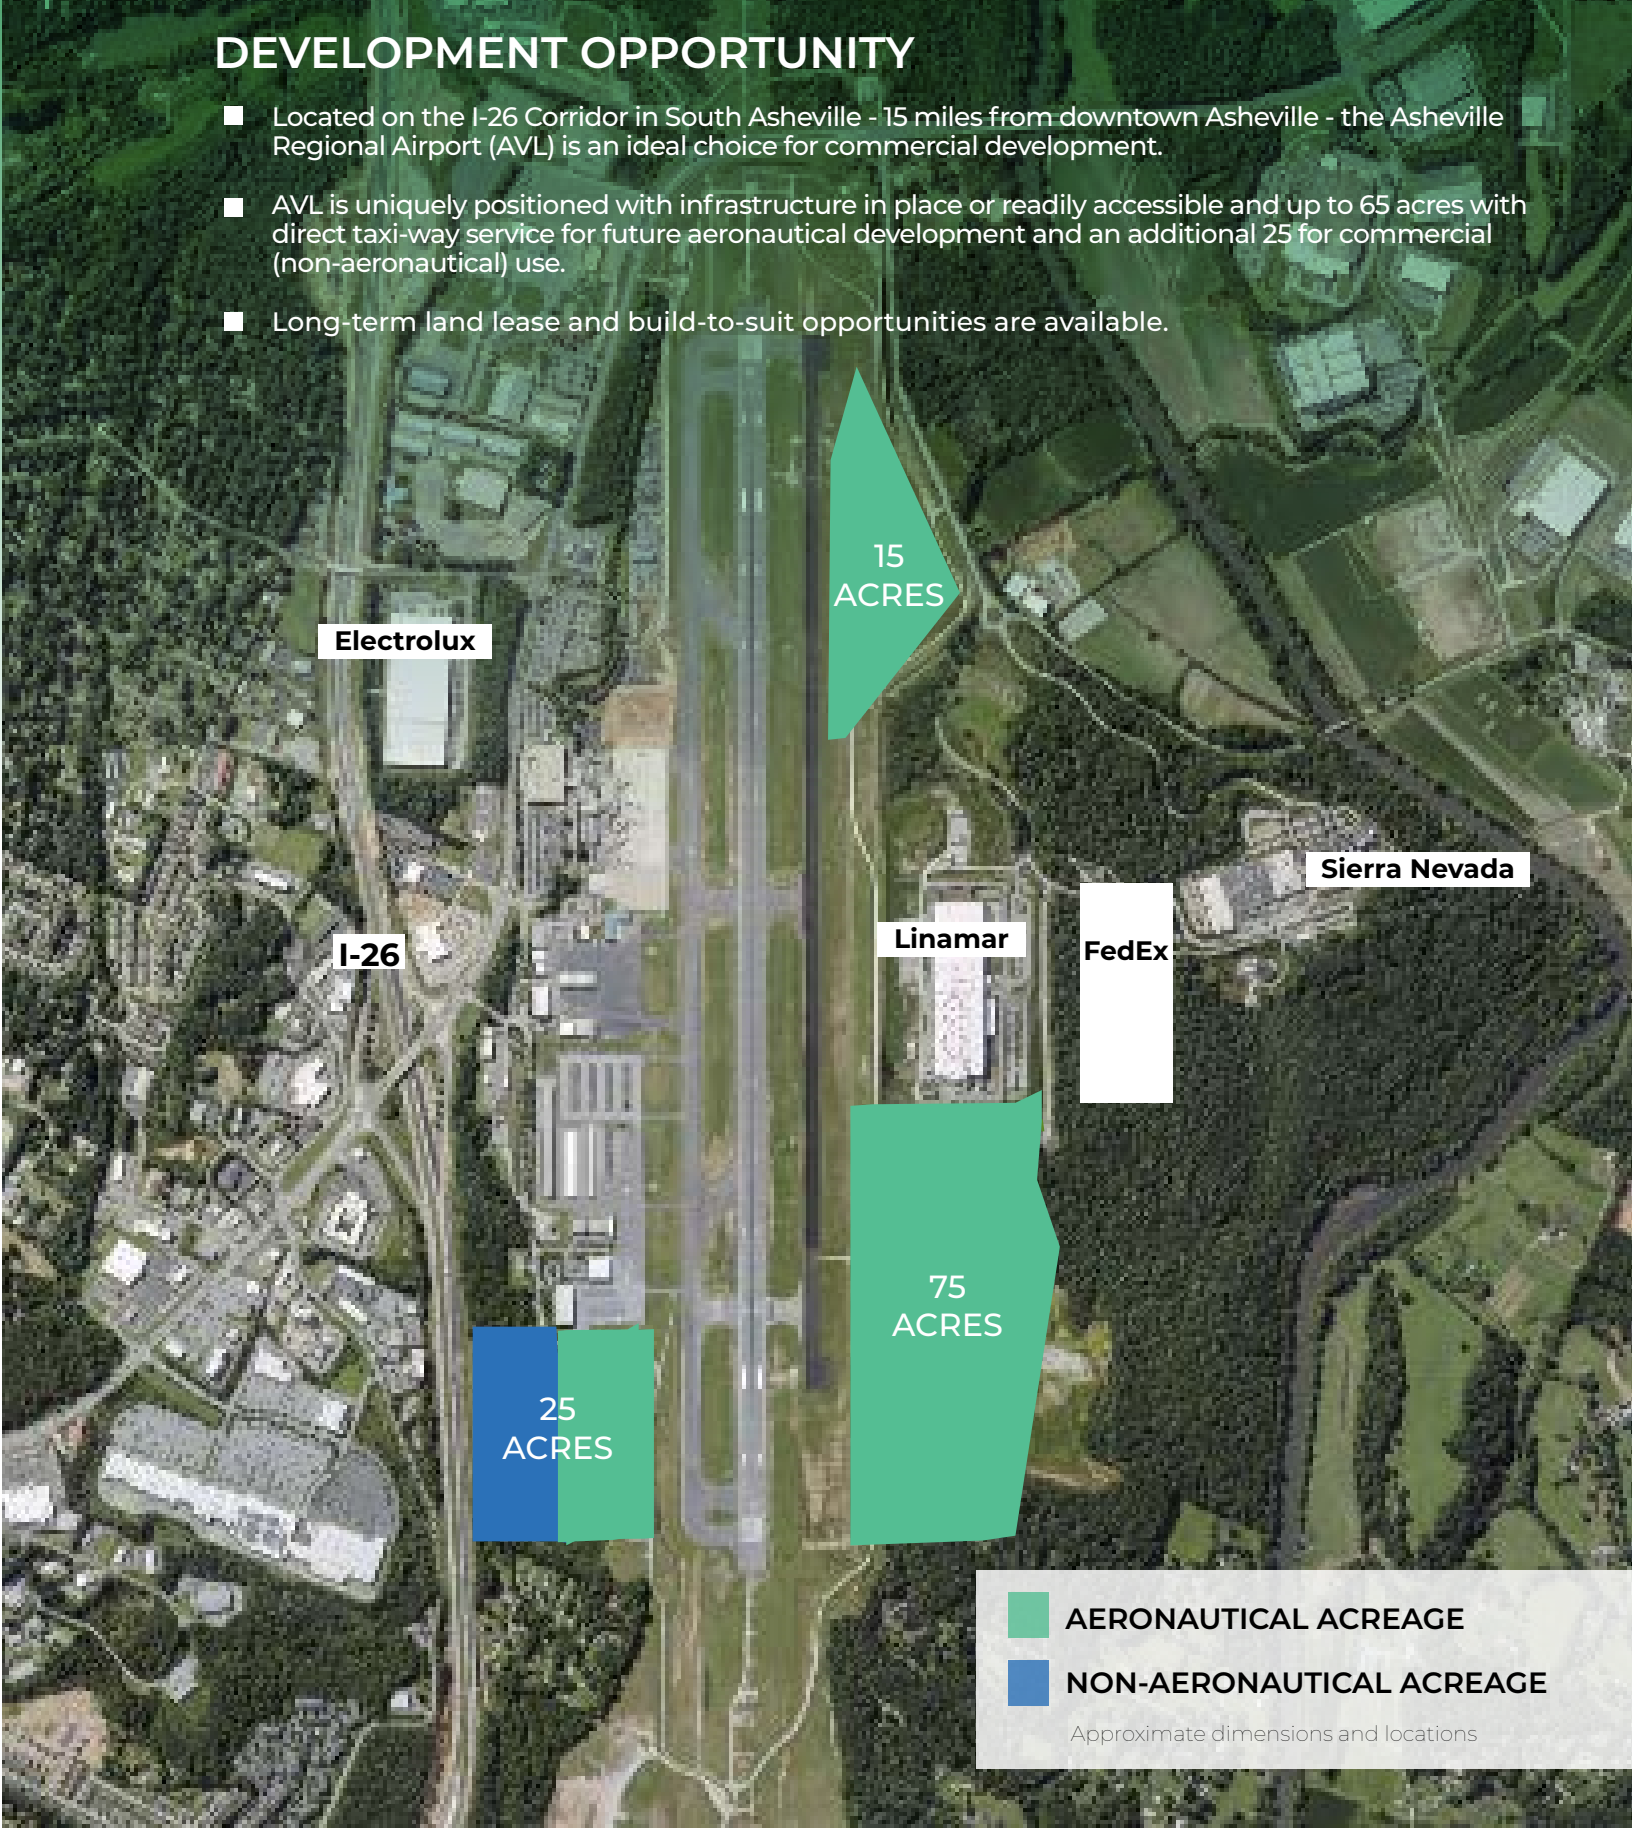 DEVELOPMENT OPPORTUNITY
Located on the I-26 Corridor in South Asheville - 15 miles from downtown Asheville - the Asheville
Regional Airport (AVL) is an ideal choice for commercial development.
AVL is uniquely positioned with infrastructure in place or readily accessible and up to 65 acres with
direct taxi-way service for future aeronautical development and an additional 25 for commercial
(non-aeronautical) use.
Long-term land lease and build-to-suit opportunities are available.
15
ACRES
Electrolux
Sierra Nevada
Linamar
FedEx
I-26
75
ACRES
25
ACRES
AERONAUTICAL ACREAGE
NON-AERONAUTICAL ACREAGE
Approximate dimensions and locations